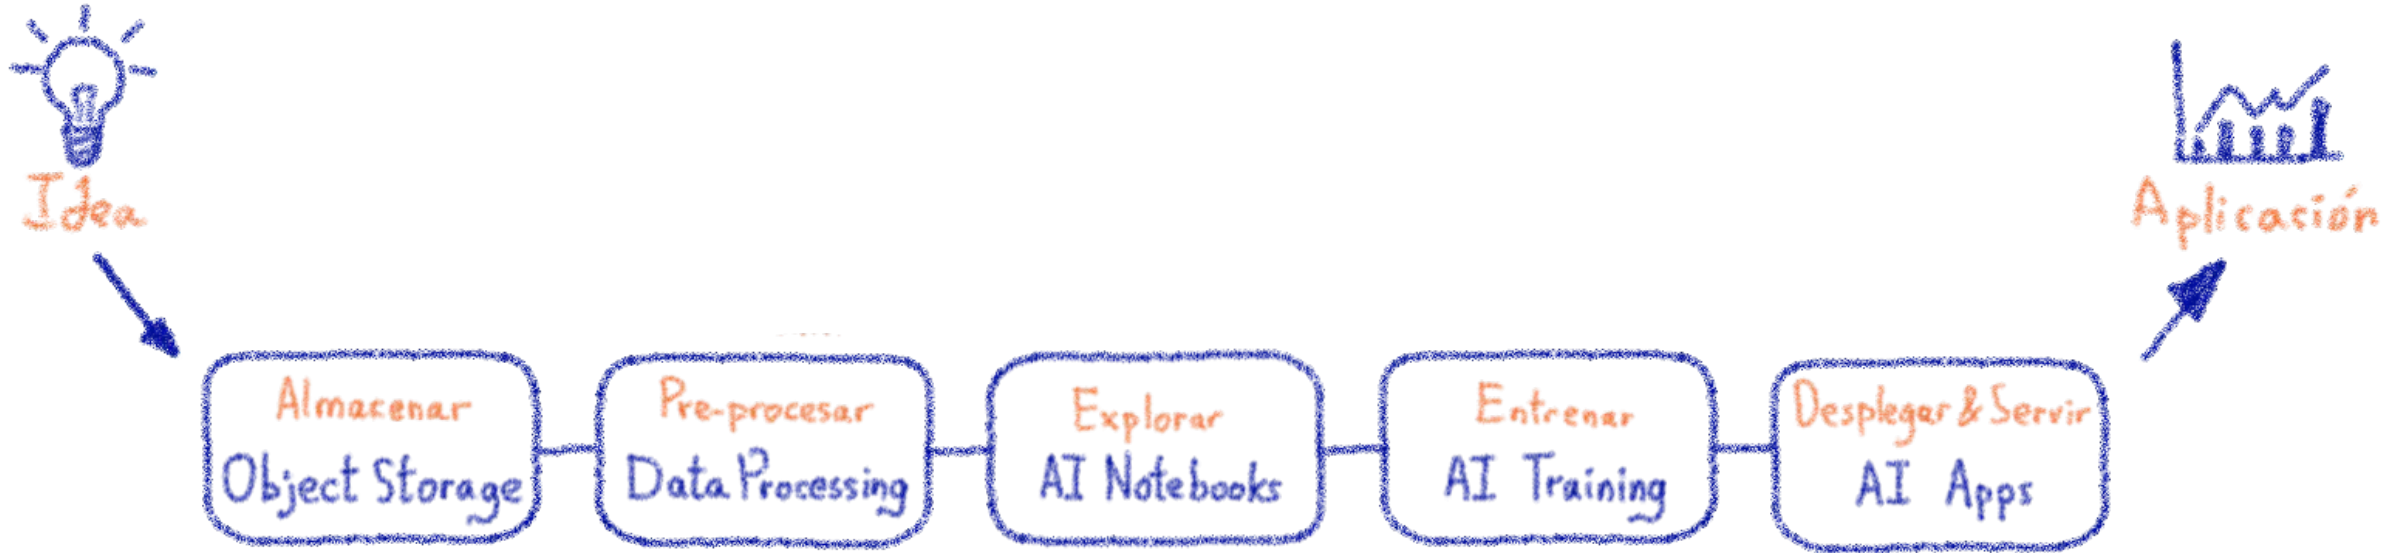 Idea
Aplicación
Almacenar
Object Storage
Pre-procesar
Data Processing
Explorar
AI Notebooks
Entrenar
AI Training
Desplegar & Servir
AI Apps